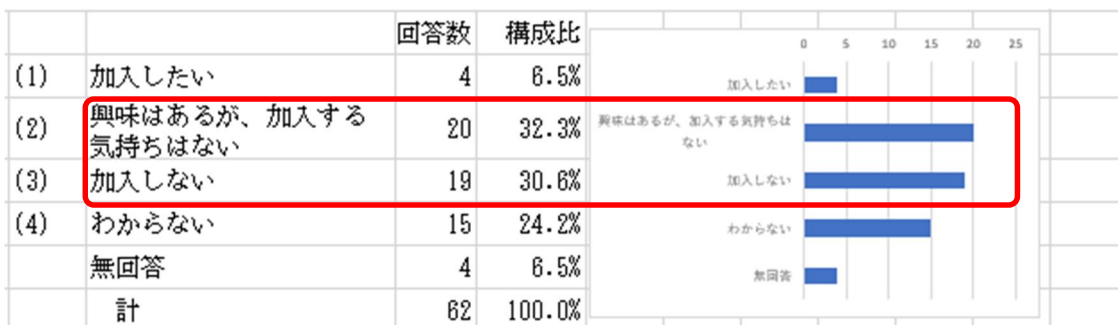 回答数 構成比
(1) 加入したい 4 6.5%
(2) 興味はあるが、加入する
気持ちはない 20 32.3%
(3) 加入しない 19 30.6%
(4) わからない 15 24.2%
無回答 4 6.5%
計 62 100.0%
0 5 10 15 20 25
加入したい
興味はあるが、加入する気持ちは
ない
加入しない
わからない
無回答